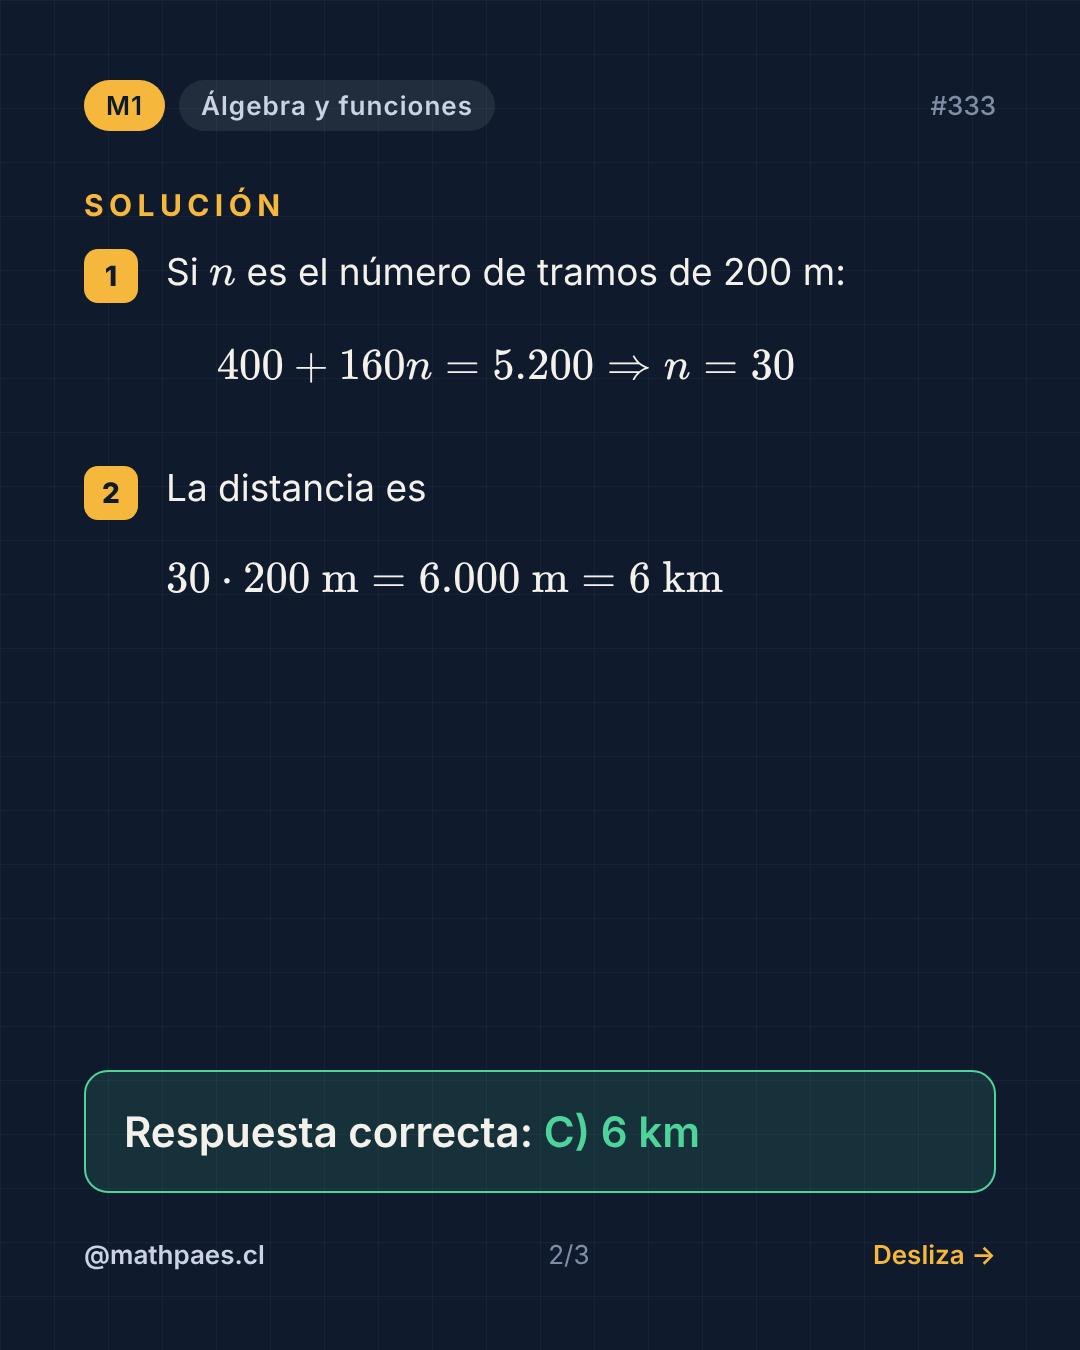 M1 Álgebra y funciones #333
SOLUCIÓN
1 Si n es el número de tramos de 200 m:
400 + 160n = 5.200 ⇒ n = 30
2 La distancia es
30 · 200 m = 6.000 m = 6 km
Respuesta correcta: C) 6 km
@mathpaes.cl 2/3 Desliza →